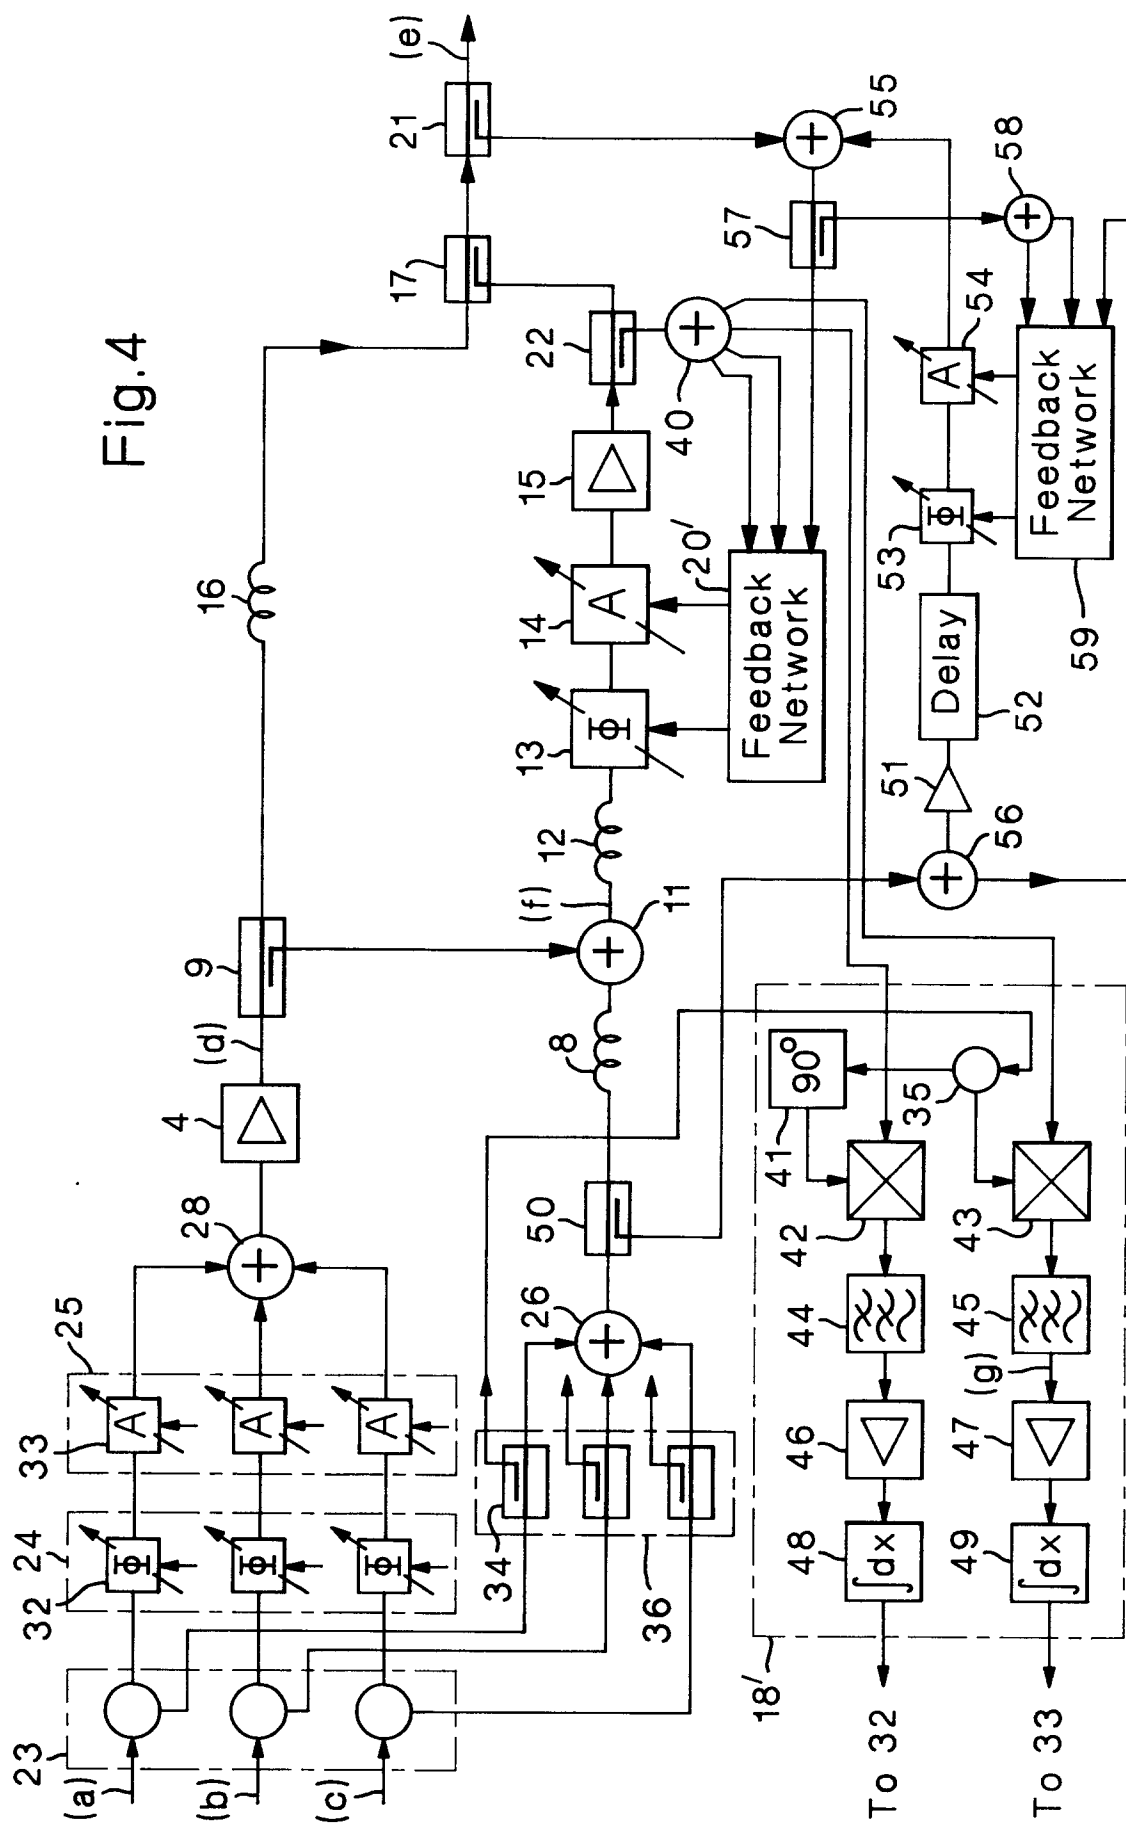 Fig.4
(e)
21
17
16
9
(d)
4
28
25
33
24
32
23
(a)
(b)
(c)
A
A
A
Φ
Φ
Φ
55
57
58
22
40
15
14
A
13
Φ
20'
Feedback
Network
12
(f)
11
8
50
26
34
36
54
A
53
Φ
Feedback
Network
59
Delay
52
51
56
90°
41
35
42
43
44
45
(g)
46
47
48
∫dx
49
∫dx
18'
To 32
To 33